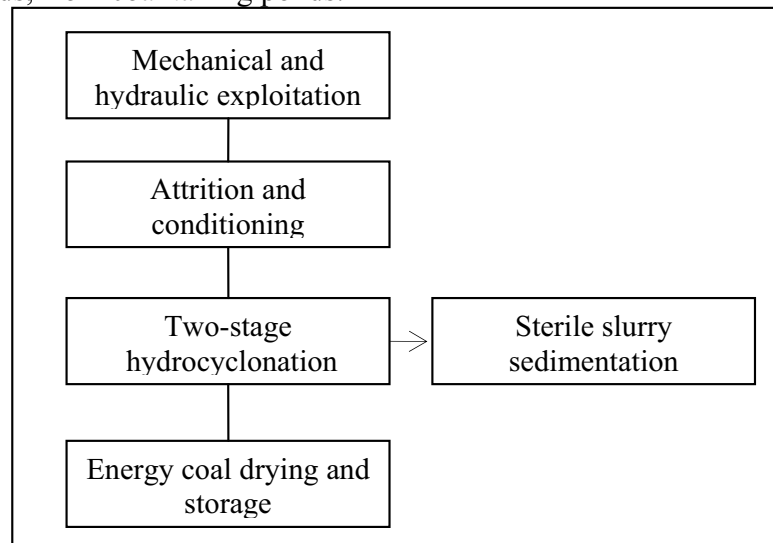 Mechanical and
hydraulic exploitation
Attrition and
conditioning
Two-stage
hydrocyclonation
Sterile slurry
sedimentation
Energy coal drying and
storage